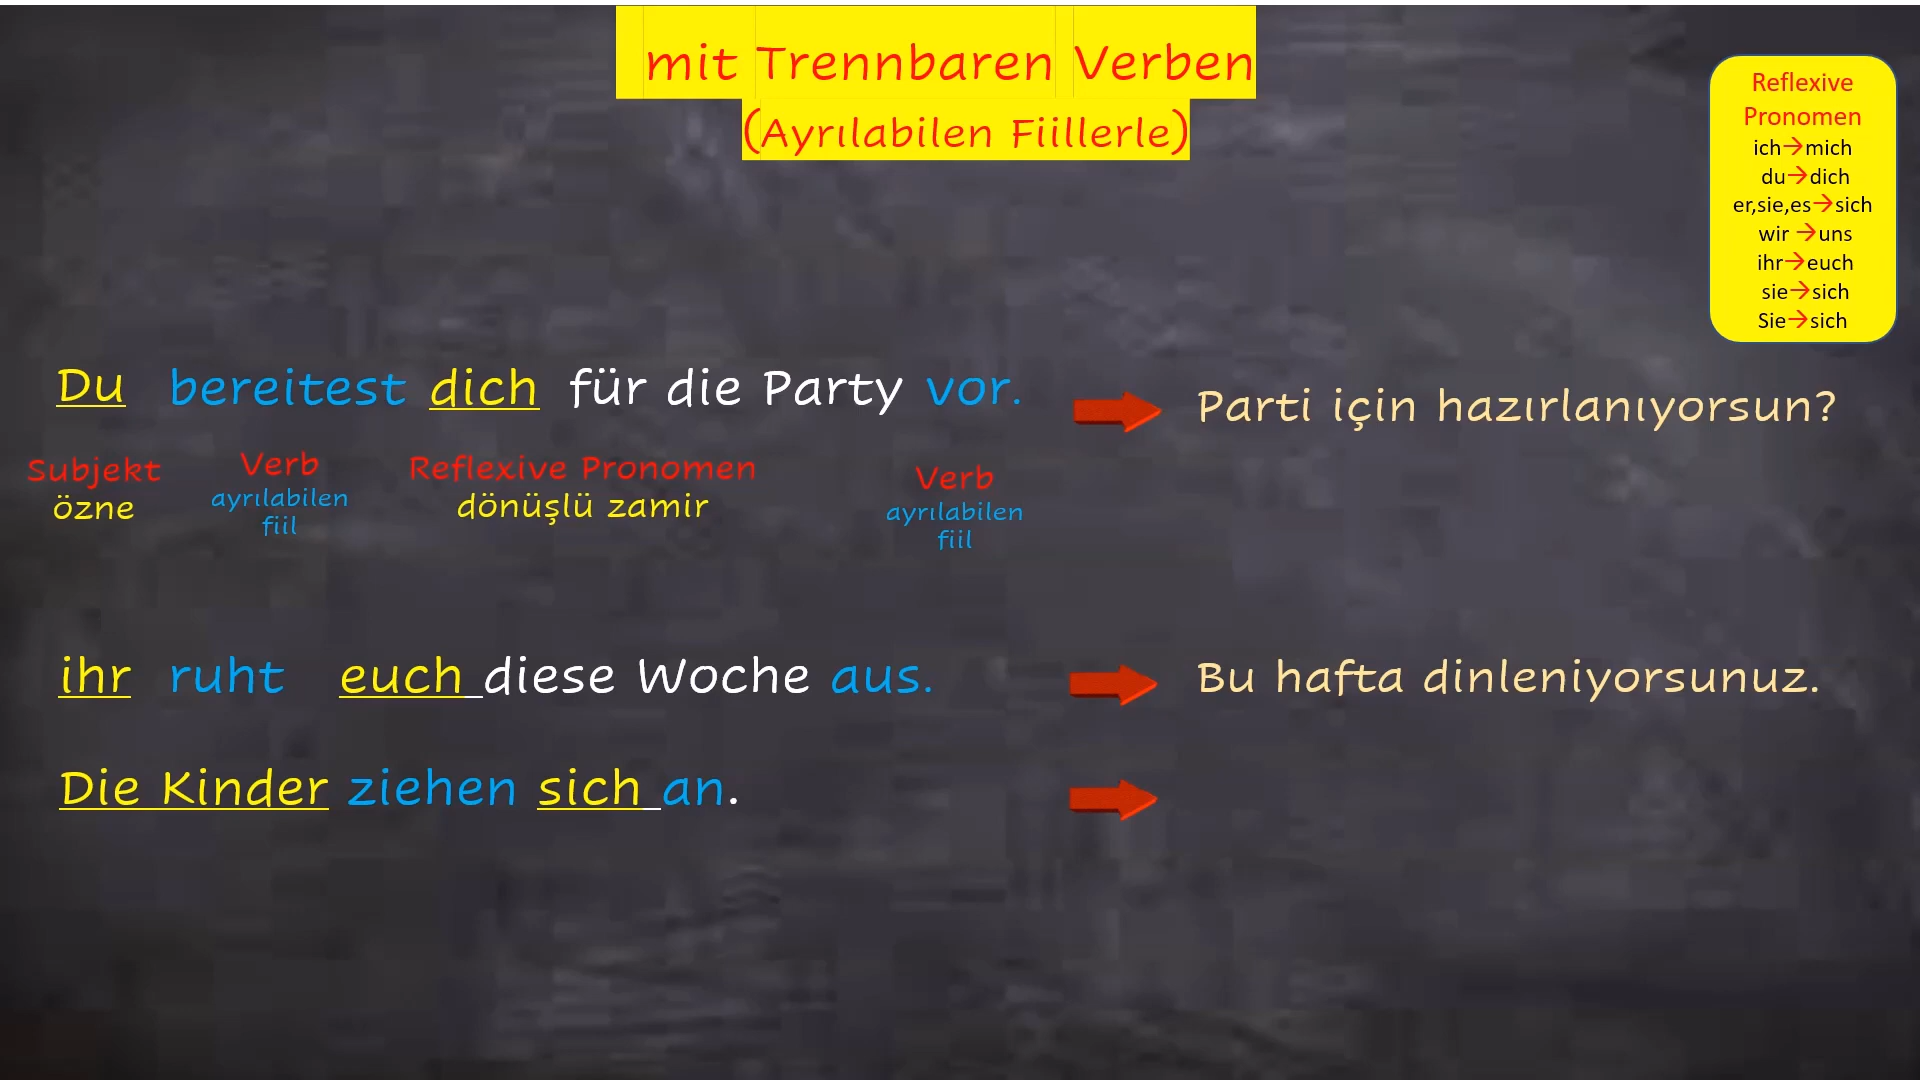 mit Trennbaren Verben
(Ayrılabilen Fiillerle)
Reflexive
Pronomen
ich→mich
du→dich
er,sie,es→sich
wir →uns
ihr→euch
sie→sich
Sie→sich
Du bereitest dich für die Party vor.
Parti için hazırlanıyorsun?
Subjekt
özne
Verb
ayrılabilen
fiil
Reflexive Pronomen
dönüşlü zamir
Verb
ayrılabilen
fiil
ihr ruht euch diese Woche aus.
Bu hafta dinleniyorsunuz.
Die Kinder ziehen sich an.